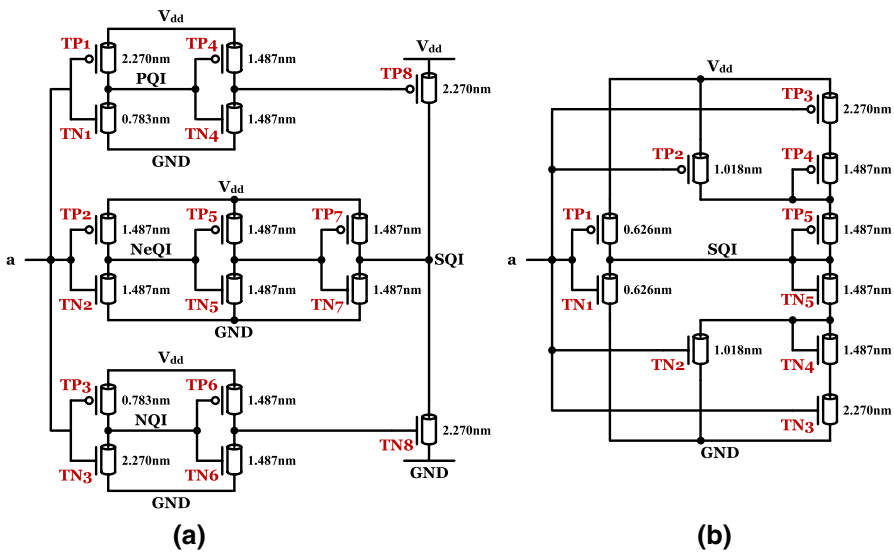 Vdd
TP1
2.270nm
TP4
1.487nm
PQI
TN1
0.783nm
TN4
1.487nm
GND
Vdd
TP8
2.270nm
Vdd
TP2
1.487nm
TP5
1.487nm
TP7
1.487nm
a
NeQI
SQI
TN2
1.487nm
TN5
1.487nm
TN7
1.487nm
GND
Vdd
TP3
0.783nm
TP6
1.487nm
NQI
TN3
2.270nm
TN6
1.487nm
GND
TN8
2.270nm
GND
(a)
Vdd
TP3
2.270nm
TP2
1.018nm
TP4
1.487nm
TP1
0.626nm
TP5
1.487nm
a
SQI
TN1
0.626nm
TN5
1.487nm
TN2
1.018nm
TN4
1.487nm
TN3
2.270nm
GND
(b)